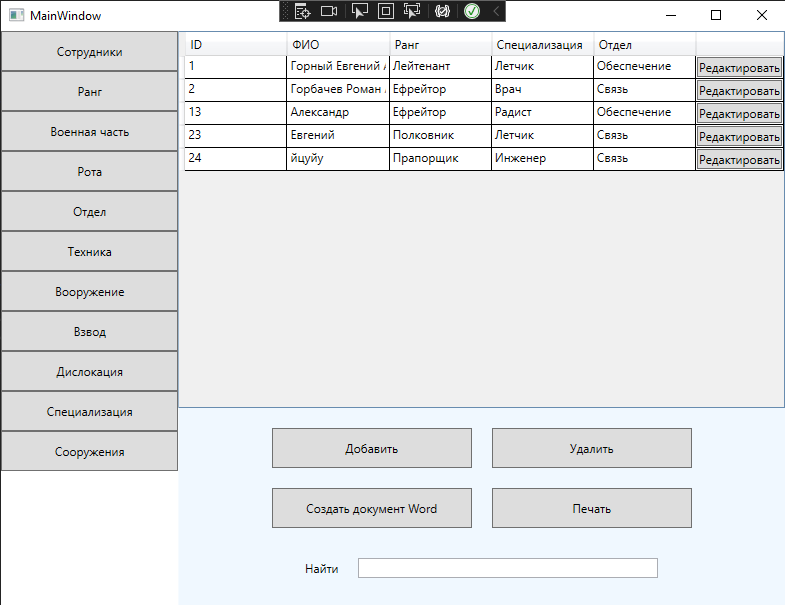 MainWindow
Сотрудники
Ранг
Военная часть
Рота
Отдел
Техника
Вооружение
Взвод
Дислокация
Специализация
Сооружения
ID ФИО Ранг Специализация Отдел
1 Горный Евгений Лейтенант Летчик Обеспечение Редактировать
2 Горбачев Роман Ефрейтор Врач Связь Редактировать
13 Александр Ефрейтор Радист Обеспечение Редактировать
23 Евгений Полковник Летчик Связь Редактировать
24 йцуйу Прапорщик Инженер Связь Редактировать
Добавить Удалить
Создать документ Word Печать
Найти